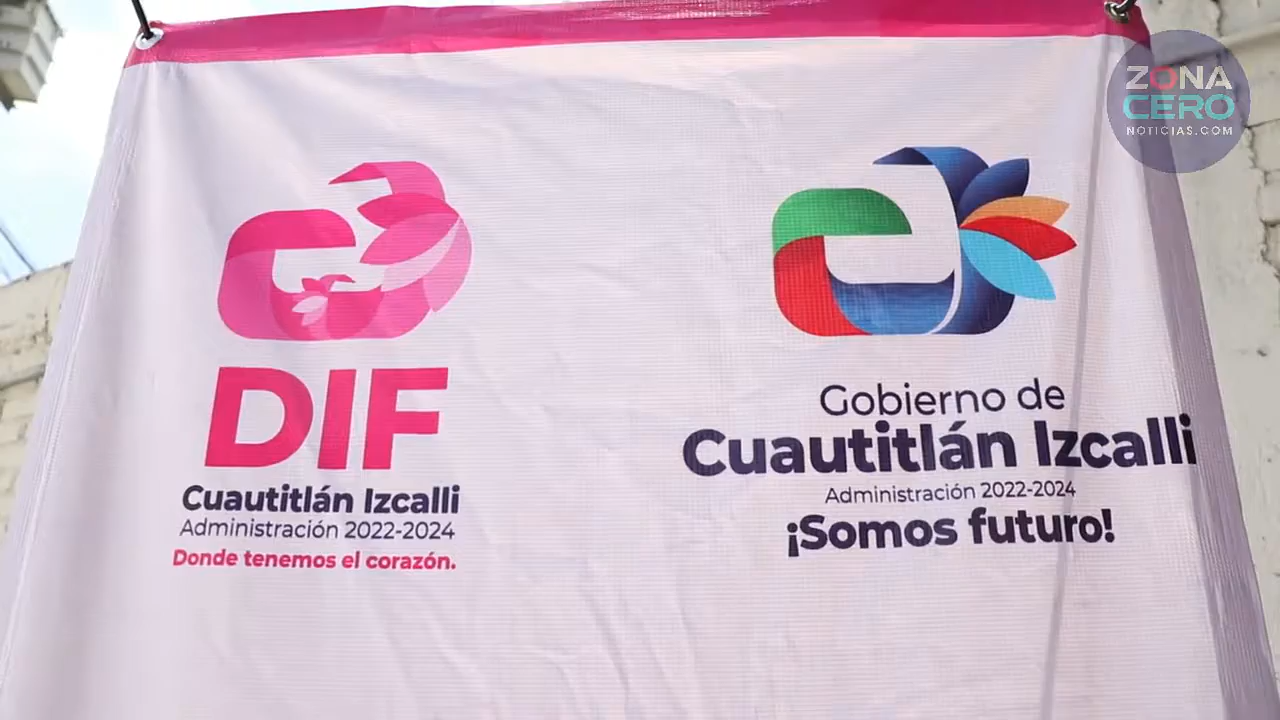 ZONA
CERO
NOTICIAS.COM
DIF
Cuautitlán Izcalli
Administración 2022-2024
Donde tenemos el corazón.
Gobierno de
Cuautitlán Izcalli
Administración 2022-2024
¡Somos futuro!